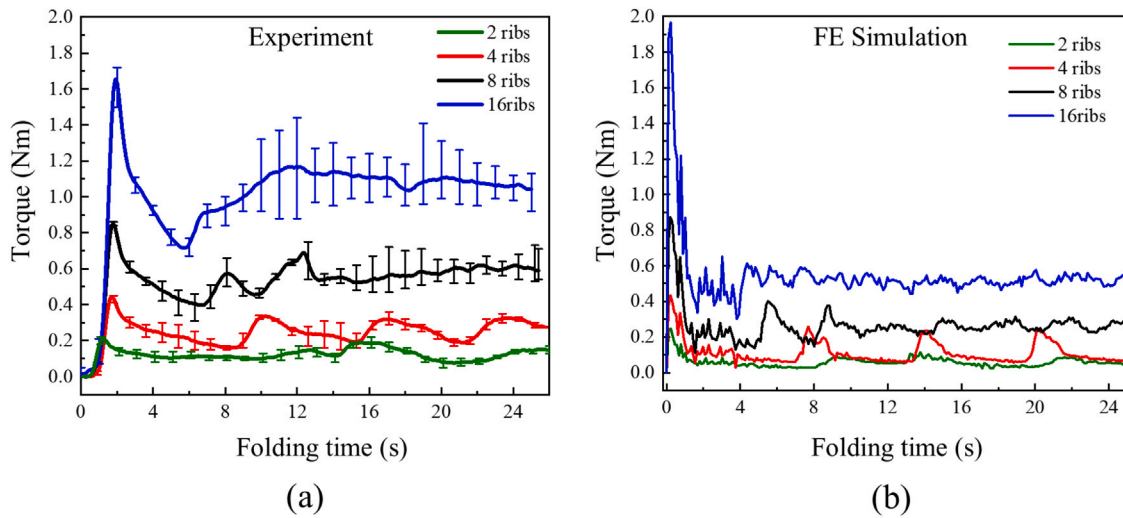 Experiment
2 ribs
4 ribs
8 ribs
16ribs
2.0
1.8
1.6
1.4
1.2
1.0
0.8
0.6
0.4
0.2
0.0
Torque (Nm)
0 4 8 12 16 20 24
Folding time (s)
(a)
FE Simulation
2 ribs
4 ribs
8 ribs
16ribs
2.0
1.8
1.6
1.4
1.2
1.0
0.8
0.6
0.4
0.2
0.0
Torque (Nm)
0 4 8 12 16 20 24
Folding time (s)
(b)